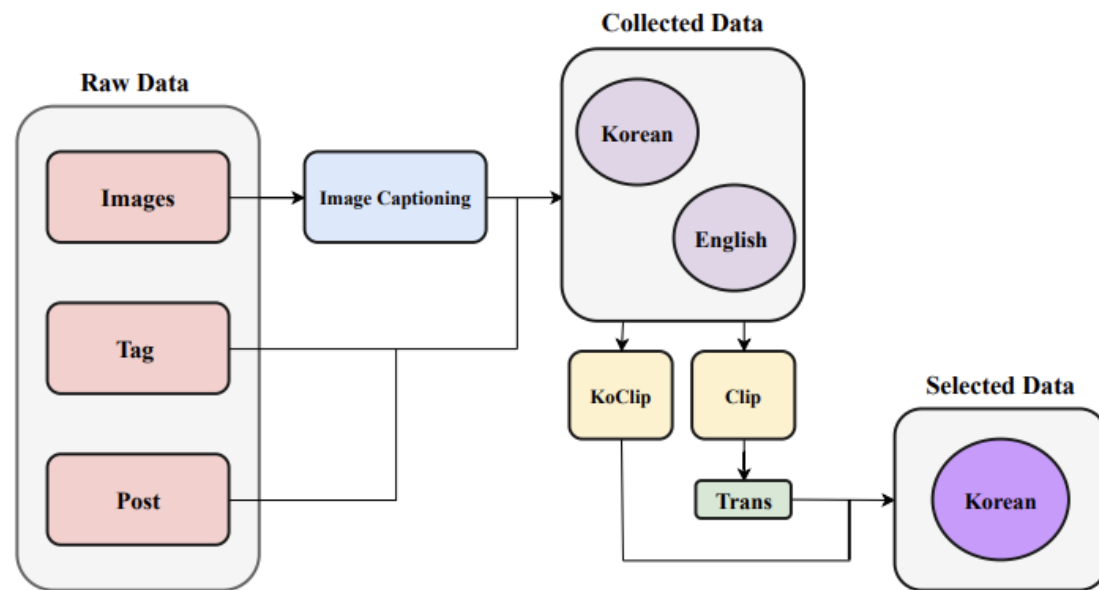 Collected Data
Raw Data
Korean
Images
Image Captioning
English
Tag
KoClip
Clip
Selected Data
Post
Trans
Korean